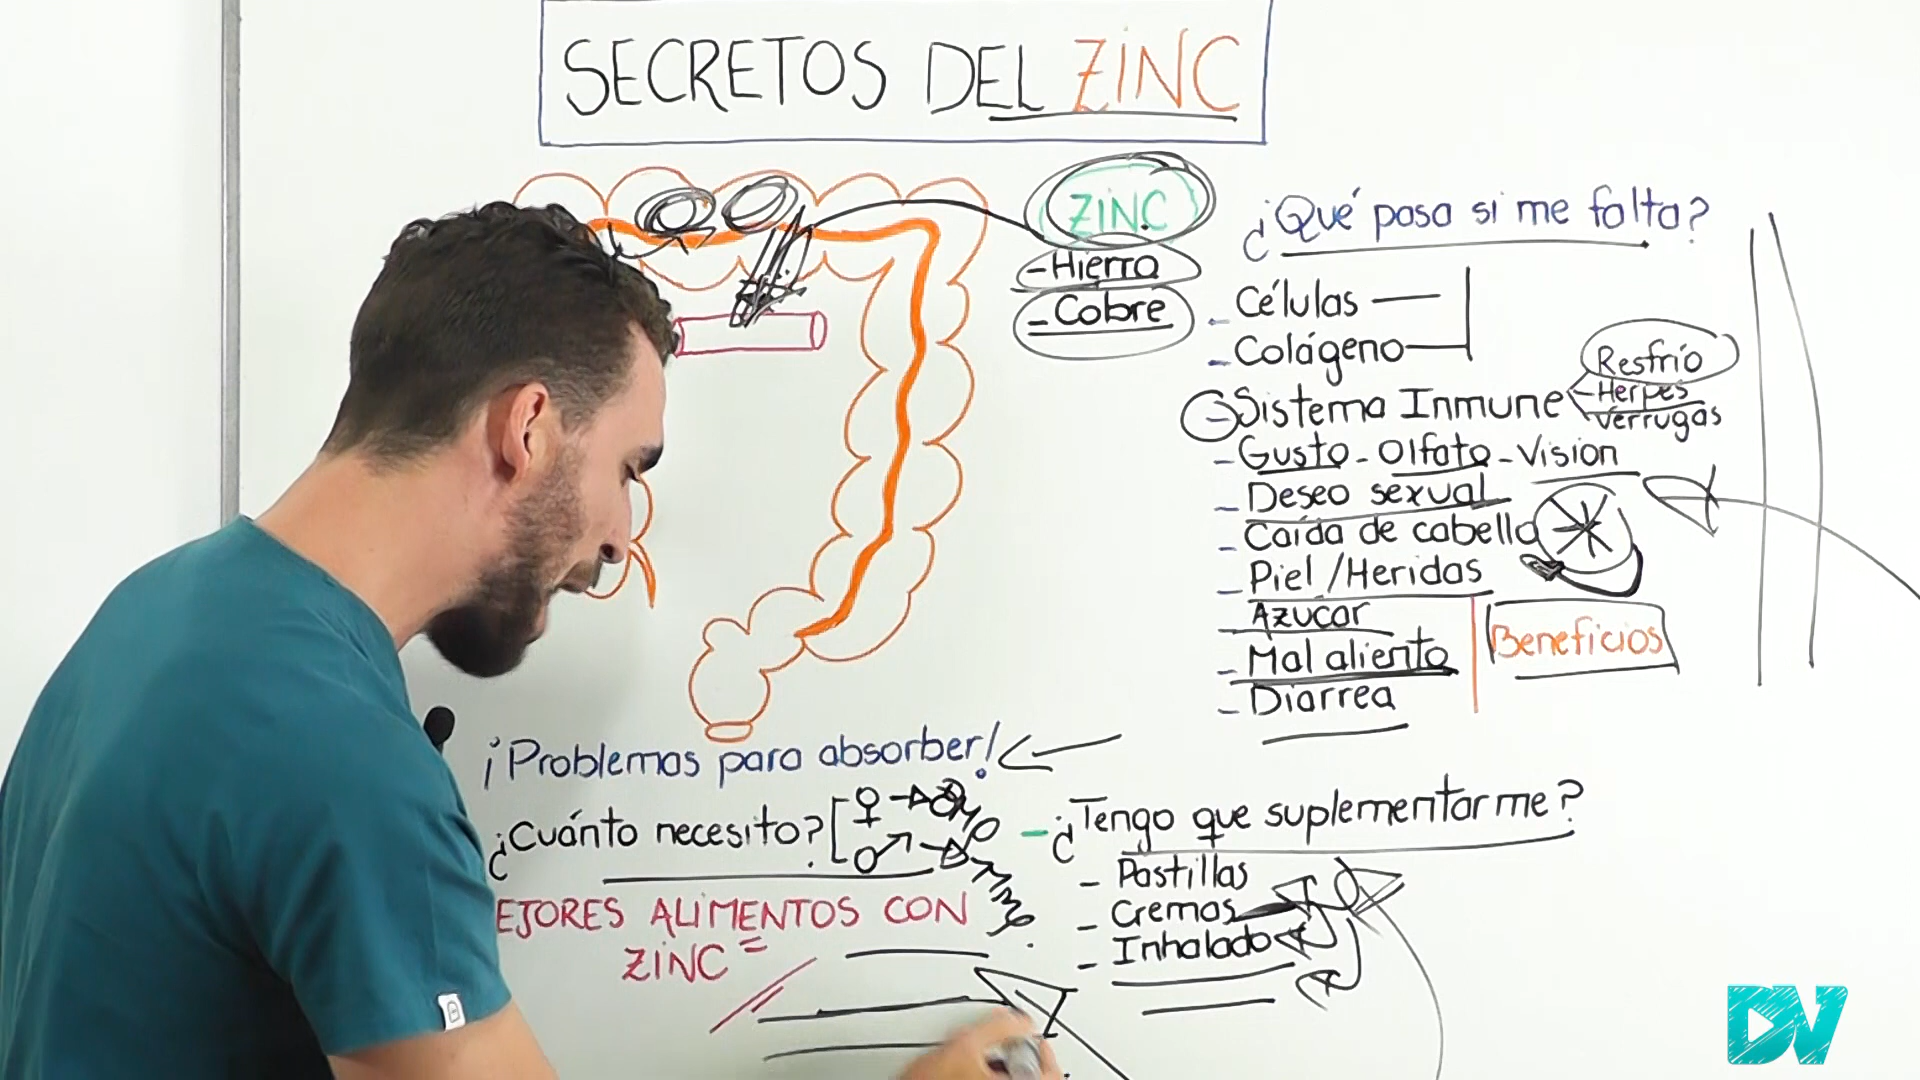 SECRETOS DEL ZINC
ZINC
- Hierro
- Cobre
¿Qué pasa si me falta?
- Células
- Colágeno
- Sistema Inmune
Resfrío
- Herpes
Verrugas
- Gusto - Olfato - Vision
- Deseo sexual
- Caída de cabello
- Piel / Heridas
Azucar
- Mal aliento
- Diarrea
Beneficios
¡Problemas para absorber!
¿Cuánto necesito?
EJORES ALIMENTOS CON
ZINC =
- ¿Tengo que suplementarme?
- Pastillas
- Cremas
- Inhalado
DN